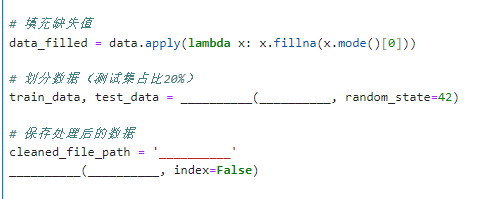 # 填充缺失值
data_filled = data.apply(lambda x: x.fillna(x.mode()[0]))
# 划分数据（测试集占比20%）
train_data, test_data = __________(__________, random_state=42)
# 保存处理后的数据
cleaned_file_path = '__________'
__________(__________, index=False)